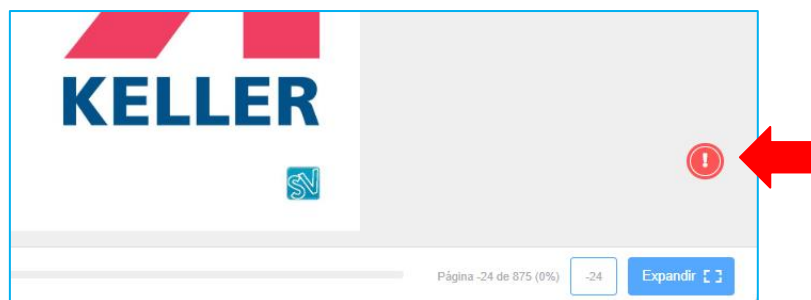 KELLER
SV
!
Página -24 de 875 (0%)
-24
Expandir